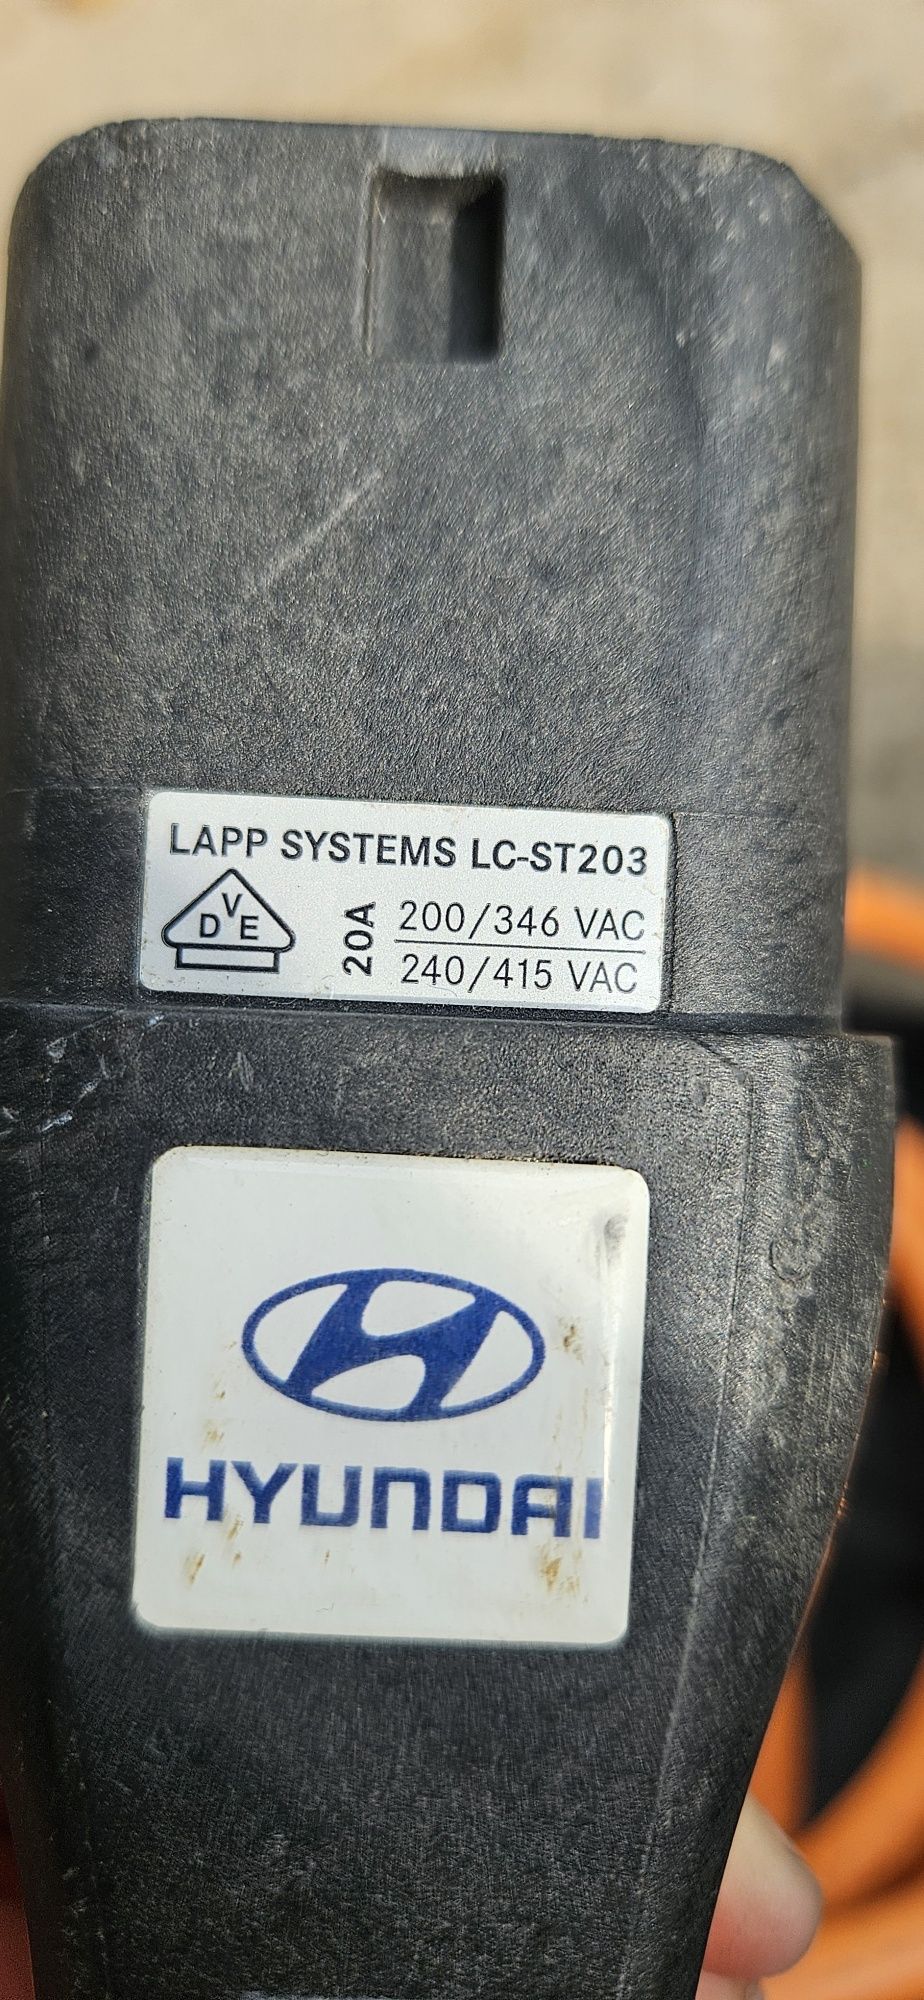 LAPP SYSTEMS LC-ST203
DVE
20A
200/346 VAC
240/415 VAC
HYUNDAI